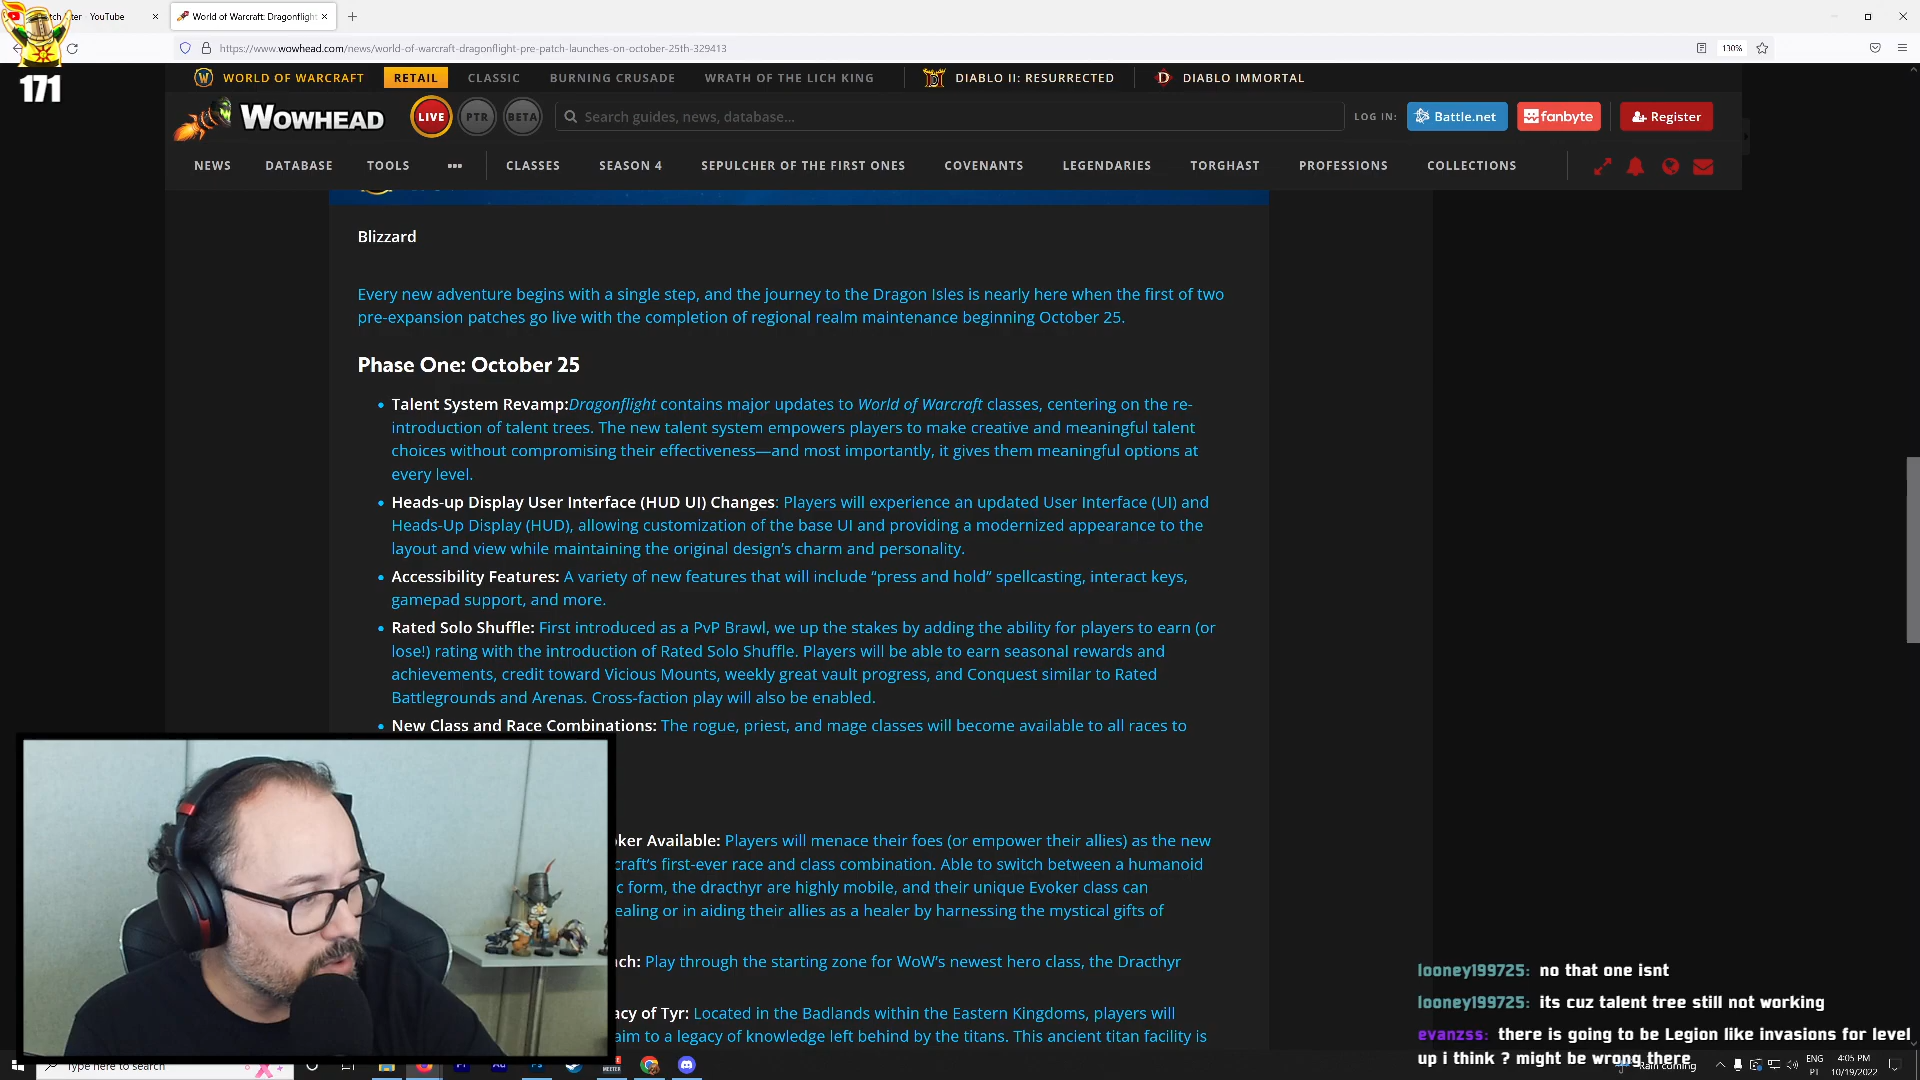 tch ter YouTube
World of Warcraft: Dragonflight
https://www.wowhead.com/news/world-of-warcraft-dragonflight-pre-patch-launches-on-october-25th-329413
130%
171
WORLD OF WARCRAFT RETAIL CLASSIC BURNING CRUSADE WRATH OF THE LICH KING DIABLO II: RESURRECTED DIABLO IMMORTAL
WOWHEAD LIVE PTR BETA Search guides, news, database... LOG IN: Battle.net fanbyte Register
NEWS DATABASE TOOLS ••• CLASSES SEASON 4 SEPULCHER OF THE FIRST ONES COVENANTS LEGENDARIES TORGHAST PROFESSIONS COLLECTIONS
Blizzard
Every new adventure begins with a single step, and the journey to the Dragon Isles is nearly here when the first of two
pre-expansion patches go live with the completion of regional realm maintenance beginning October 25.
Phase One: October 25
• Talent System Revamp:Dragonflight contains major updates to World of Warcraft classes, centering on the re-
introduction of talent trees. The new talent system empowers players to make creative and meaningful talent
choices without compromising their effectiveness—and most importantly, it gives them meaningful options at
every level.
• Heads-up Display User Interface (HUD UI) Changes: Players will experience an updated User Interface (UI) and
Heads-Up Display (HUD), allowing customization of the base UI and providing a modernized appearance to the
layout and view while maintaining the original design's charm and personality.
• Accessibility Features: A variety of new features that will include “press and hold” spellcasting, interact keys,
gamepad support, and more.
• Rated Solo Shuffle: First introduced as a PvP Brawl, we up the stakes by adding the ability for players to earn (or
lose!) rating with the introduction of Rated Solo Shuffle. Players will be able to earn seasonal rewards and
achievements, credit toward Vicious Mounts, weekly great vault progress, and Conquest similar to Rated
Battlegrounds and Arenas. Cross-faction play will also be enabled.
• New Class and Race Combinations: The rogue, priest, and mage classes will become available to all races to
oker Available: Players will menace their foes (or empower their allies) as the new
craft's first-ever race and class combination. Able to switch between a humanoid
c form, the dracthyr are highly mobile, and their unique Evoker class can
ealing or in aiding their allies as a healer by harnessing the mystical gifts of
ch: Play through the starting zone for WoW's newest hero class, the Dracthyr
acy of Tyr: Located in the Badlands within the Eastern Kingdoms, players will
aim to a legacy of knowledge left behind by the titans. This ancient titan facility is
looney199725: no that one isnt
looney199725: its cuz talent tree still not working
evanzss: there is going to be Legion like invasions for level
up i think ? might be wrong there
Type here to search
Rain coming
ENG
PT
4:05 PM
10/19/2022